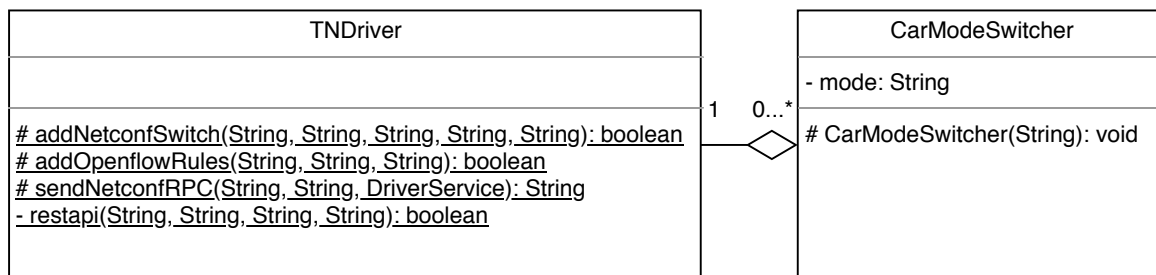 TNDriver
# addNetconfSwitch(String, String, String, String, String): boolean
# addOpenflowRules(String, String, String): boolean
# sendNetconfRPC(String, String, DriverService): String
- restapi(String, String, String, String): boolean
1
0...*
CarModeSwitcher
- mode: String
# CarModeSwitcher(String): void